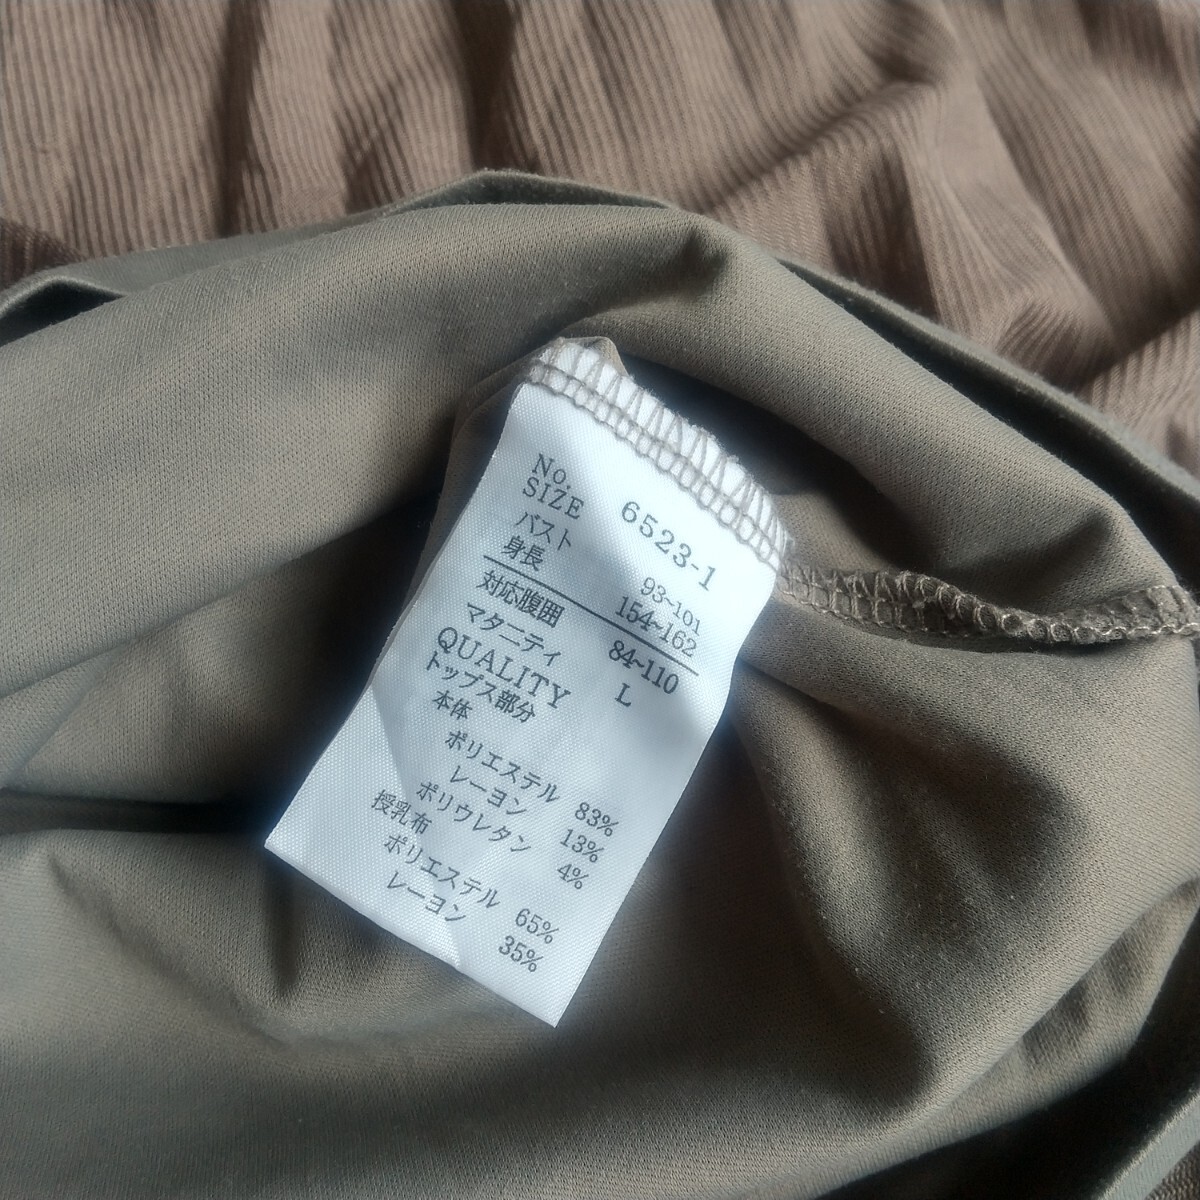 No. 6523-1
SIZE
バスト 93~101
身長 154~162
対応腹囲 84~110
マタニティ L
QUALITY
トップス部分
本体
ポリエステル 83%
レーヨン 13%
ポリウレタン 4%
授乳布
ポリエステル 65%
レーヨン 35%